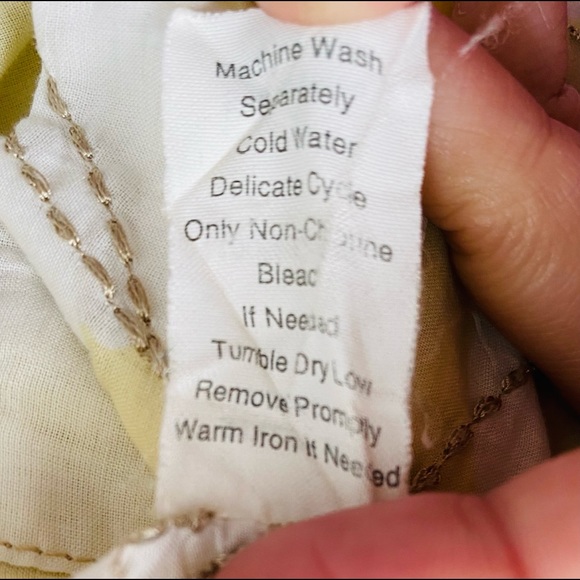 Machine Wash
Separately
Cold Water
Delicate Cycle
Only Non-Chlorine
Bleac
If Needed
Tumble Dry Low
Remove Promptly
Warm Iron if Needed